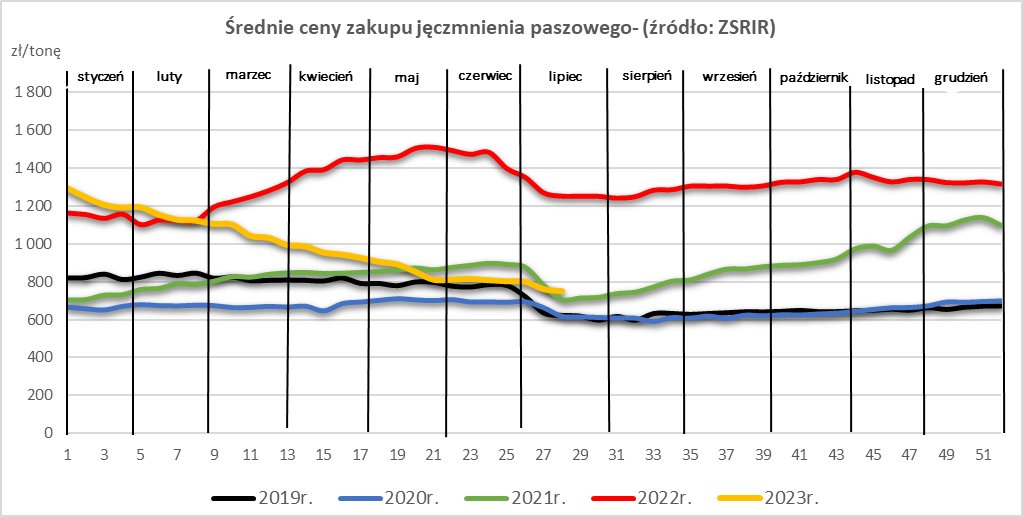 Średnie ceny zakupu jęczmnienia paszowego- (źródło: ZSRIR)
zł/tonę
styczeń luty marzec kwiecień maj czerwiec lipiec sierpień wrzesień październik listopad grudzień
1 800
1 600
1 400
1 200
1 000
800
600
400
200
0
1 3 5 7 9 11 13 15 17 19 21 23 25 27 29 31 33 35 37 39 41 43 45 47 49 51
2019r. 2020r. 2021r. 2022r. 2023r.